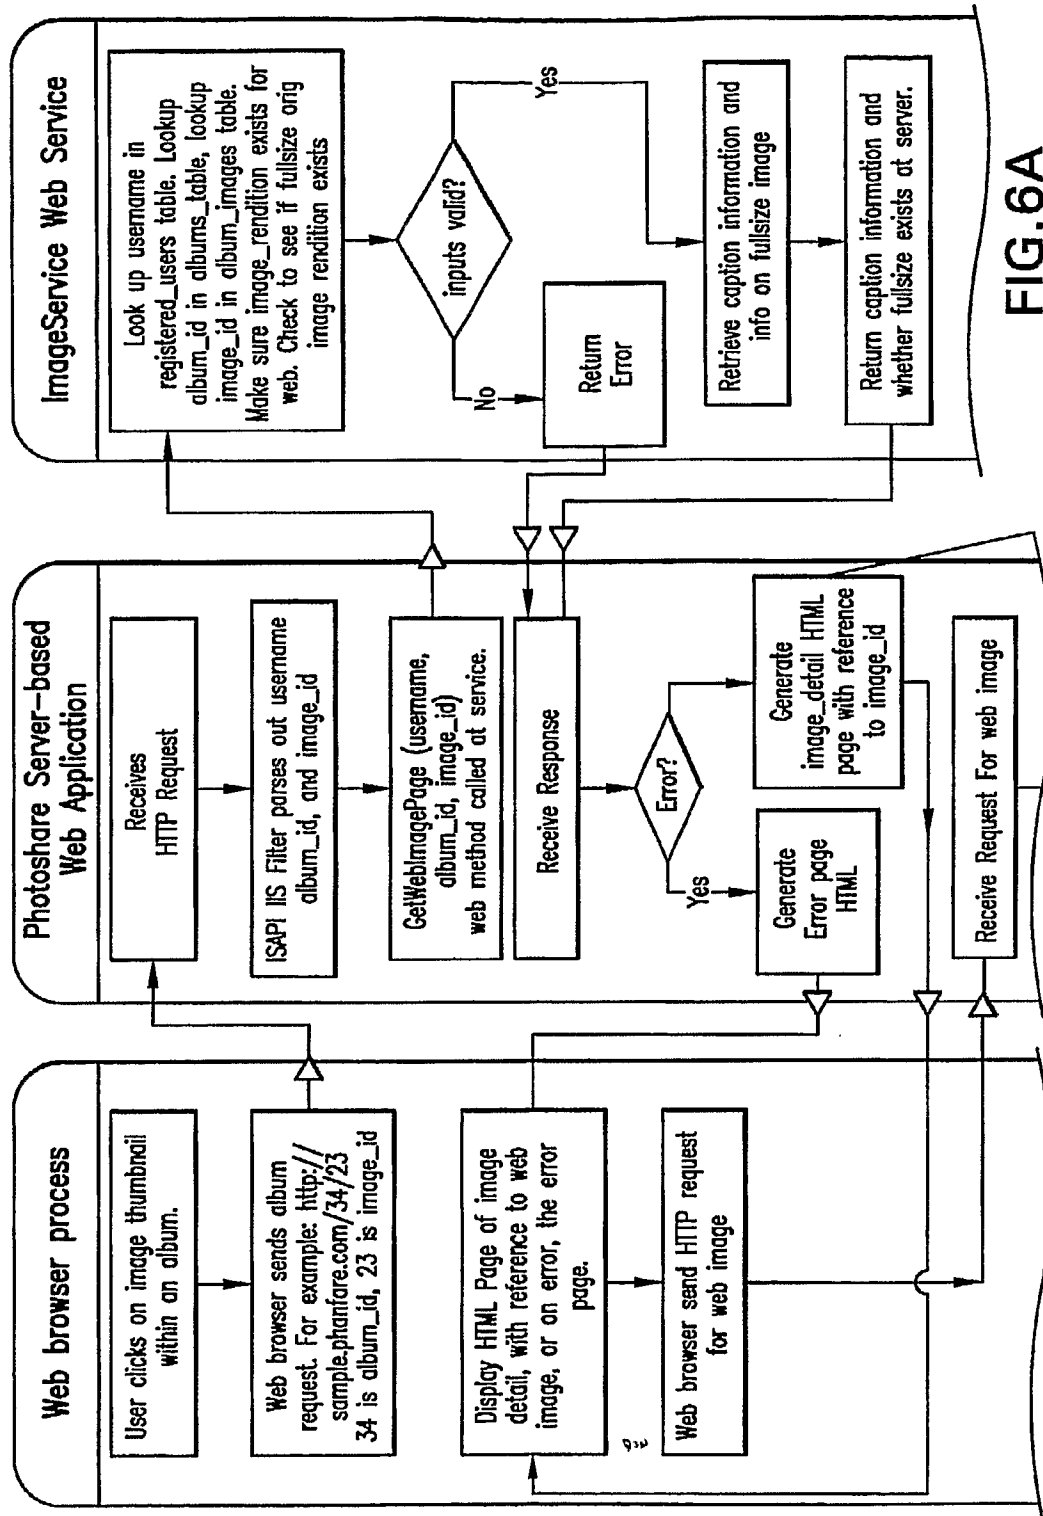 Web browser process
User clicks on image thumbnail
within an album.
Web browser sends album
request. For example: http://
sample.phanfare.com/34/23
34 is album_id, 23 is image_id
Display HTML Page of image
detail, with reference to web
image, or on error, the error
page.
Web browser send HTTP request
for web image
Photoshare Server-based
Web Application
Receives
HTTP Request
ISAPI IIS Filter parses out username
album_id, and image_id
GetWebImagePage (username,
album_id, image_id)
web method called at service.
Receive Response
Error?
Yes
Generate
Error page
HTML
Generate
image_detail HTML
page with reference
to image_id
Receive Request For web image
ImageService Web Service
Look up username in
registered_users table. Lookup
album_id in albums_table, lookup
image_id in album_images table.
Make sure image_rendition exists for
web. Check to see if fullsize orig
image rendition exists
inputs valid?
No
Yes
Return
Error
Retrieve caption information and
info on fullsize image
Return caption information and
whether fullsize exists at server.
FIG.6A